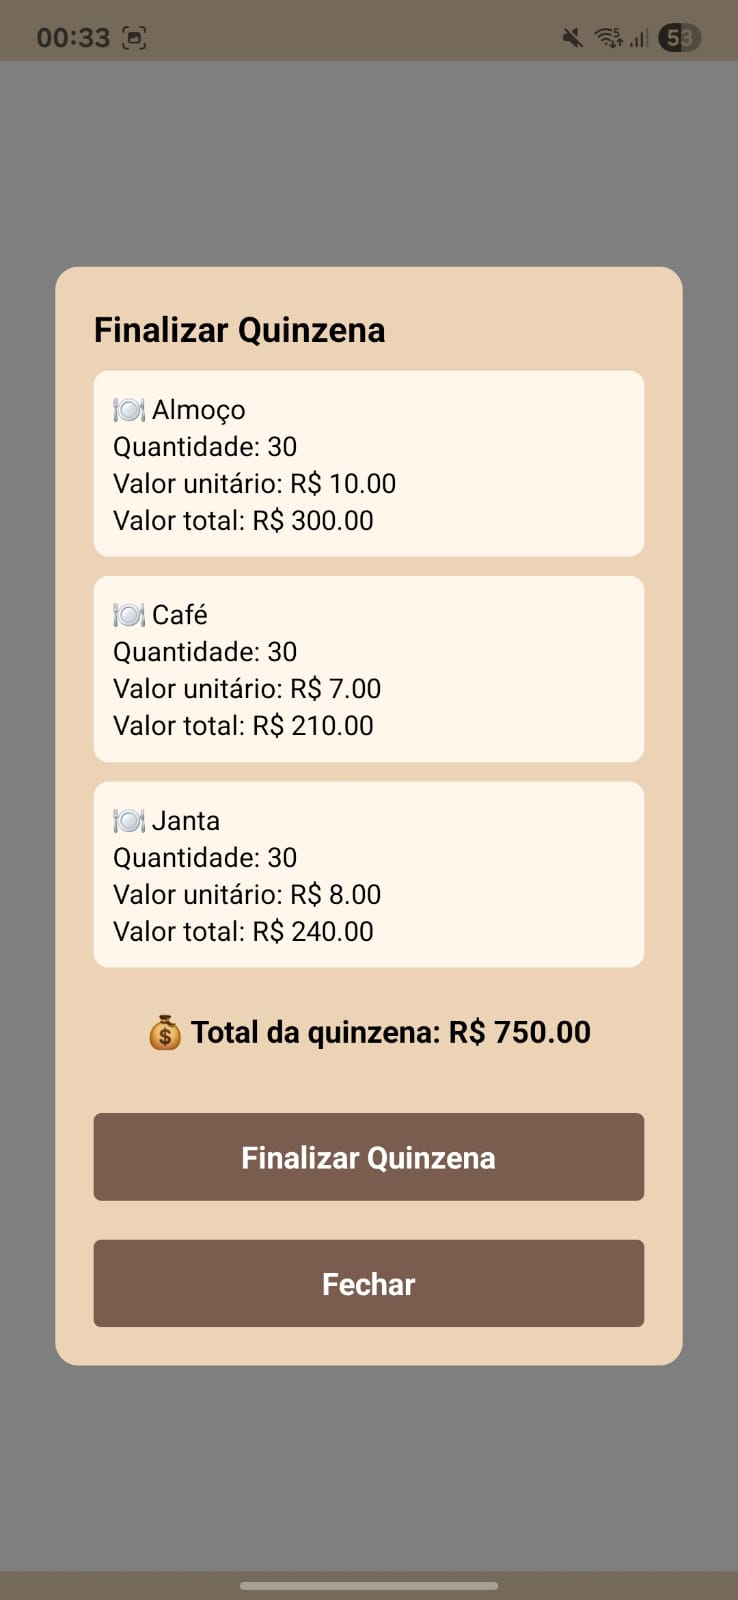 00:33
53
Finalizar Quinzena
🍽️ Almoço
Quantidade: 30
Valor unitário: R$ 10.00
Valor total: R$ 300.00
🍽️ Café
Quantidade: 30
Valor unitário: R$ 7.00
Valor total: R$ 210.00
🍽️ Janta
Quantidade: 30
Valor unitário: R$ 8.00
Valor total: R$ 240.00
💰 Total da quinzena: R$ 750.00
Finalizar Quinzena
Fechar